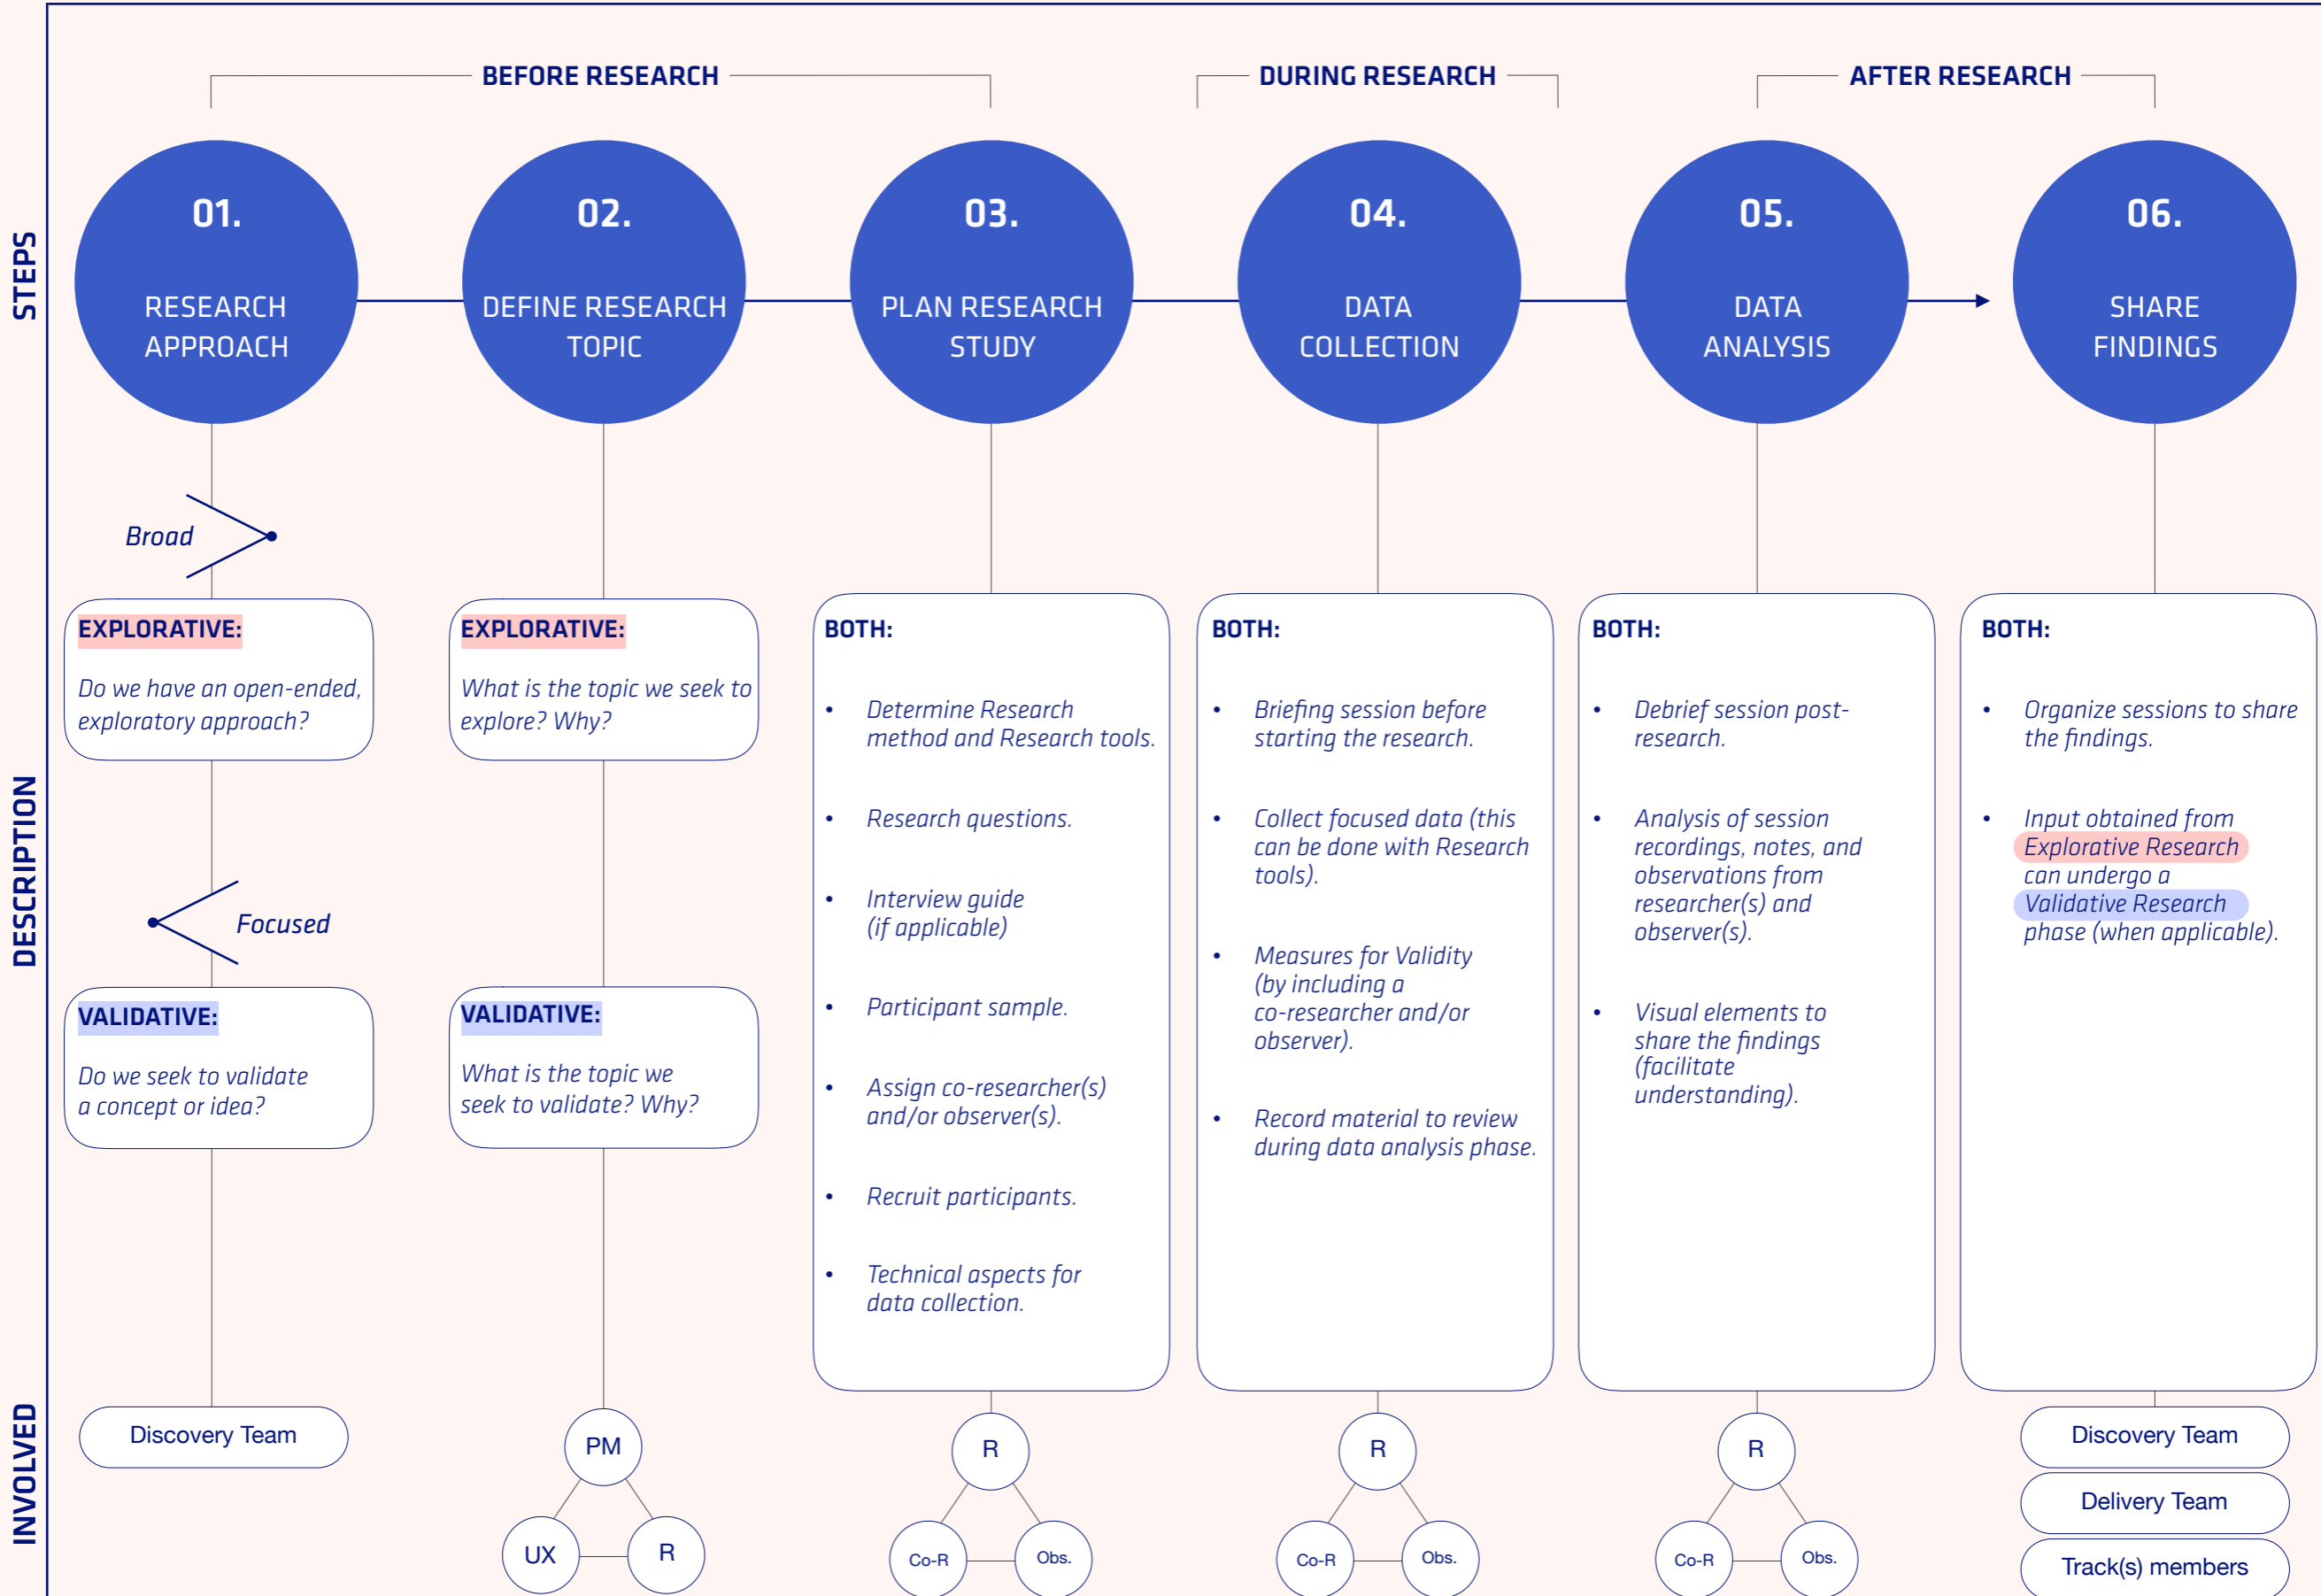 BEFORE RESEARCH
DURING RESEARCH
AFTER RESEARCH
STEPS
01.
RESEARCH
APPROACH
02.
DEFINE RESEARCH
TOPIC
03.
PLAN RESEARCH
STUDY
04.
DATA
COLLECTION
05.
DATA
ANALYSIS
06.
SHARE
FINDINGS
DESCRIPTION
Broad
EXPLORATIVE:
Do we have an open-ended,
exploratory approach?
Focused
VALIDATIVE:
Do we seek to validate
a concept or idea?
EXPLORATIVE:
What is the topic we seek to
explore? Why?
VALIDATIVE:
What is the topic we
seek to validate? Why?
BOTH:
• Determine Research
method and Research tools.
• Research questions.
• Interview guide
(if applicable)
• Participant sample.
• Assign co-researcher(s)
and/or observer(s).
• Recruit participants.
• Technical aspects for
data collection.
BOTH:
• Briefing session before
starting the research.
• Collect focused data (this
can be done with Research
tools).
• Measures for Validity
(by including a
co-researcher and/or
observer).
• Record material to review
during data analysis phase.
BOTH:
• Debrief session post-
research.
• Analysis of session
recordings, notes, and
observations from
researcher(s) and
observer(s).
• Visual elements to
share the findings
(facilitate
understanding).
BOTH:
• Organize sessions to share
the findings.
• Input obtained from
Explorative Research
can undergo a
Validative Research
phase (when applicable).
INVOLVED
Discovery Team
PM
UX
R
R
Co-R
Obs.
R
Co-R
Obs.
R
Co-R
Obs.
Discovery Team
Delivery Team
Track(s) members